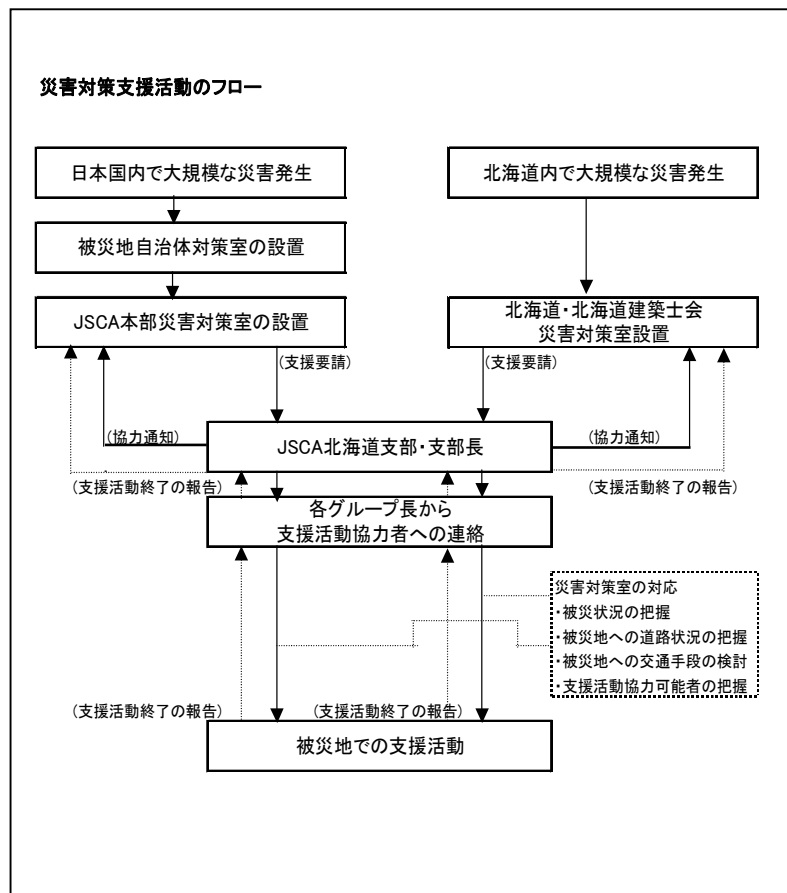 災害対策支援活動のフロー
日本国内で大規模な災害発生
北海道内で大規模な災害発生
被災地自治体対策室の設置
JSCA本部災害対策室の設置
北海道・北海道建築士会
災害対策室設置
(支援要請)
(支援要請)
(協力通知)
JSCA北海道支部・支部長
(協力通知)
(支援活動終了の報告)
(支援活動終了の報告)
各グループ長から
支援活動協力者への連絡
災害対策室の対応
・被災状況の把握
・被災地への道路状況の把握
・被災地への交通手段の検討
・支援活動協力可能者の把握
(支援活動終了の報告)
(支援活動終了の報告)
被災地での支援活動